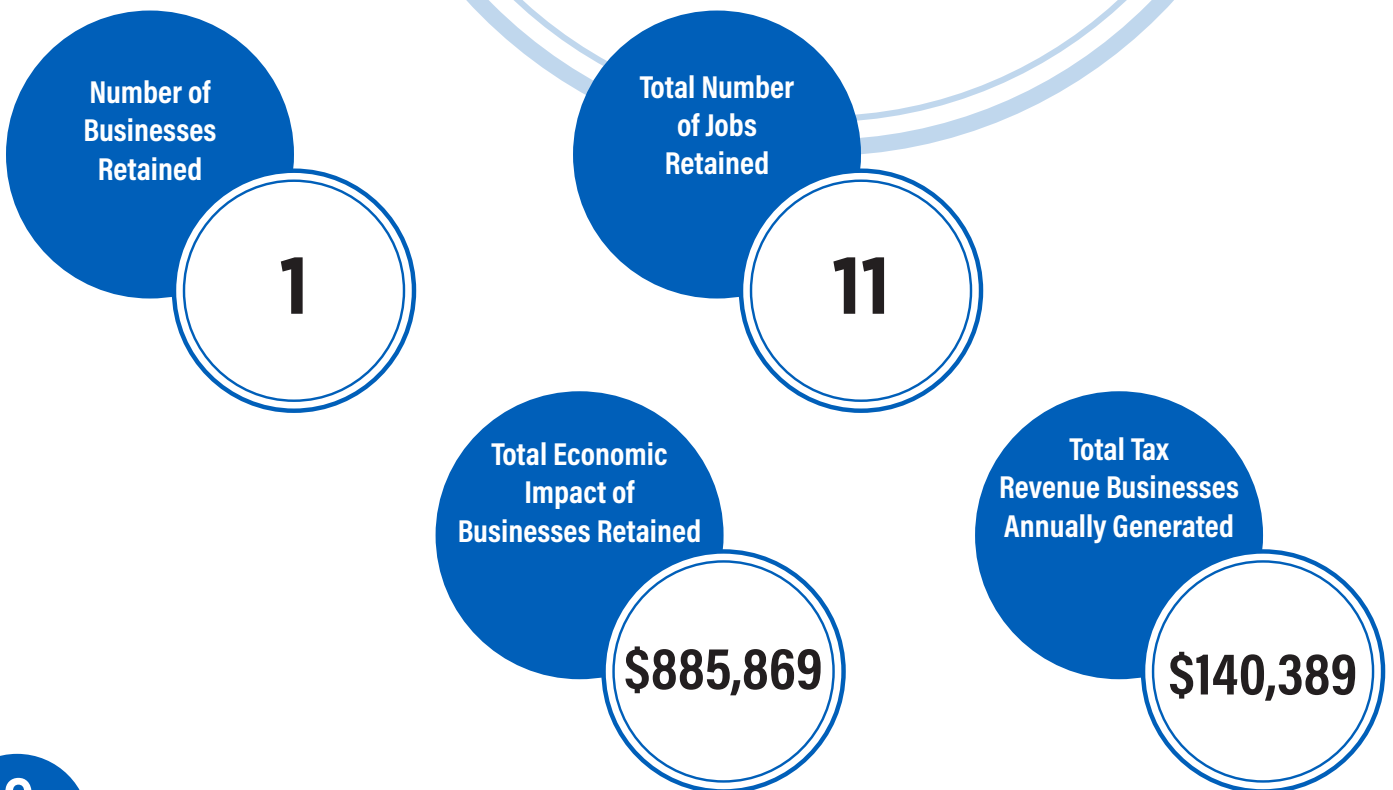 Number of
Businesses
Retained
1
Total Number
of Jobs
Retained
11
Total Economic
Impact of
Businesses Retained
$885,869
Total Tax
Revenue Businesses
Annually Generated
$140,389